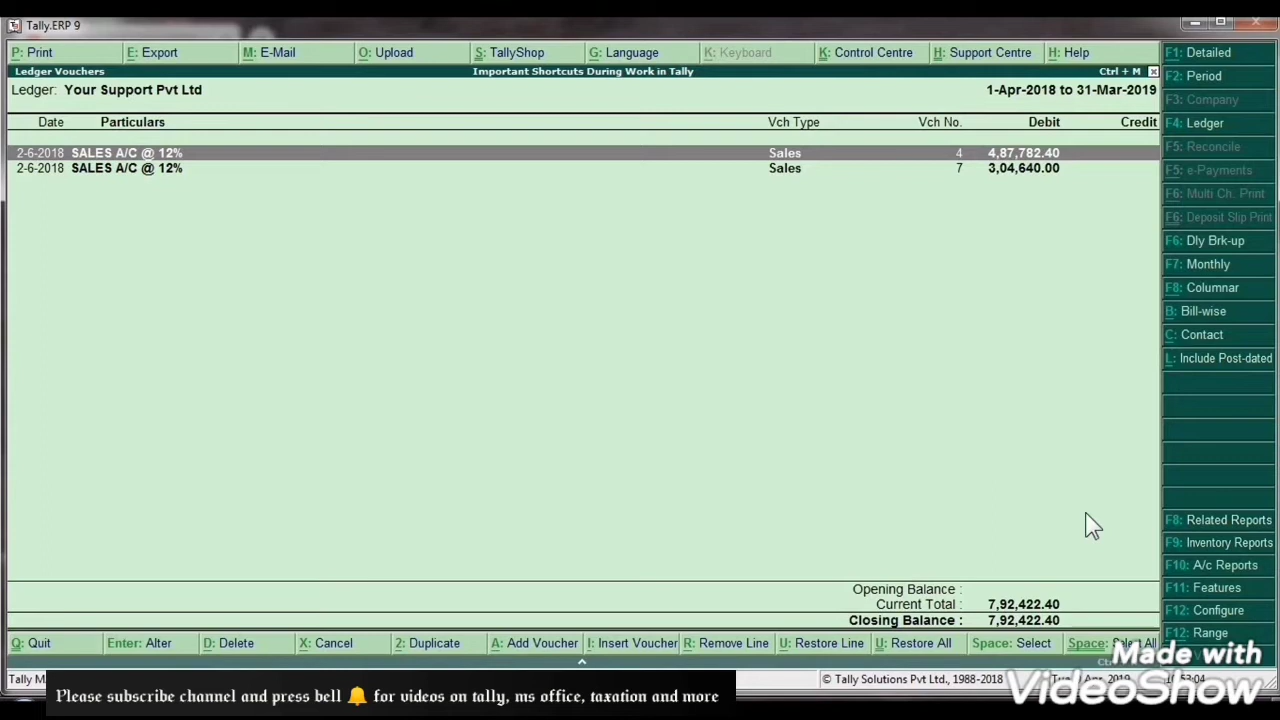 Tally.ERP 9
P: Print E: Export M: E-Mail O: Upload S: TallyShop G: Language K: Keyboard K: Control Centre H: Support Centre H: Help
Ledger Vouchers Important Shortcuts During Work in Tally Ctrl + M
Ledger: Your Support Pvt Ltd 1-Apr-2018 to 31-Mar-2019
Date Particulars Vch Type Vch No. Debit Credit
2-6-2018 SALES A/C @ 12% Sales 4 4,87,782.40
2-6-2018 SALES A/C @ 12% Sales 7 3,04,640.00
Opening Balance :
Current Total : 7,92,422.40
Closing Balance : 7,92,422.40
F1: Detailed
F2: Period
F3: Company
F4: Ledger
F5: Reconcile
F5: e-Payments
F6: Multi Ch. Print
F6: Deposit Slip Print
F6: Dly Brk-up
F7: Monthly
F8: Columnar
B: Bill-wise
C: Contact
L: Include Post-dated
F8: Related Reports
F9: Inventory Reports
F10: A/c Reports
F11: Features
F12: Configure
F12: Range
Q: Quit Enter: Alter D: Delete X: Cancel 2: Duplicate A: Add Voucher I: Insert Voucher R: Remove Line U: Restore Line U: Restore All Space: Select Space: Select All
Tally © Tally Solutions Pvt Ltd., 1988-2018 Apr, 2019
Please subscribe channel and press bell 🔔 for videos on tally, ms office, taxation and more
Made with
VideoShow